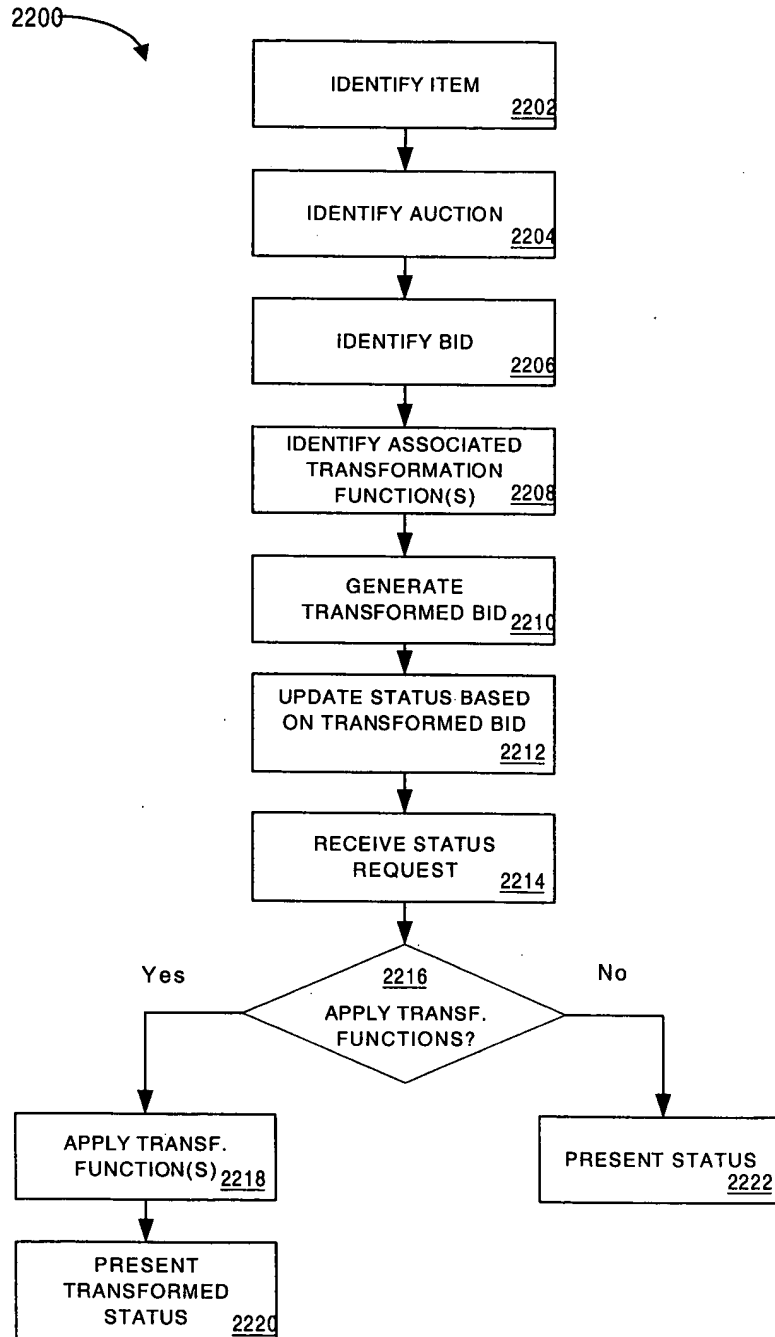 2200
IDENTIFY ITEM
2202
IDENTIFY AUCTION
2204
IDENTIFY BID
2206
IDENTIFY ASSOCIATED
TRANSFORMATION
FUNCTION(S)
2208
GENERATE
TRANSFORMED BID
2210
UPDATE STATUS BASED
ON TRANSFORMED BID
2212
RECEIVE STATUS
REQUEST
2214
Yes
2216
No
APPLY TRANSF.
FUNCTIONS?
APPLY TRANSF.
FUNCTION(S)
2218
PRESENT STATUS
2222
PRESENT
TRANSFORMED
STATUS
2220